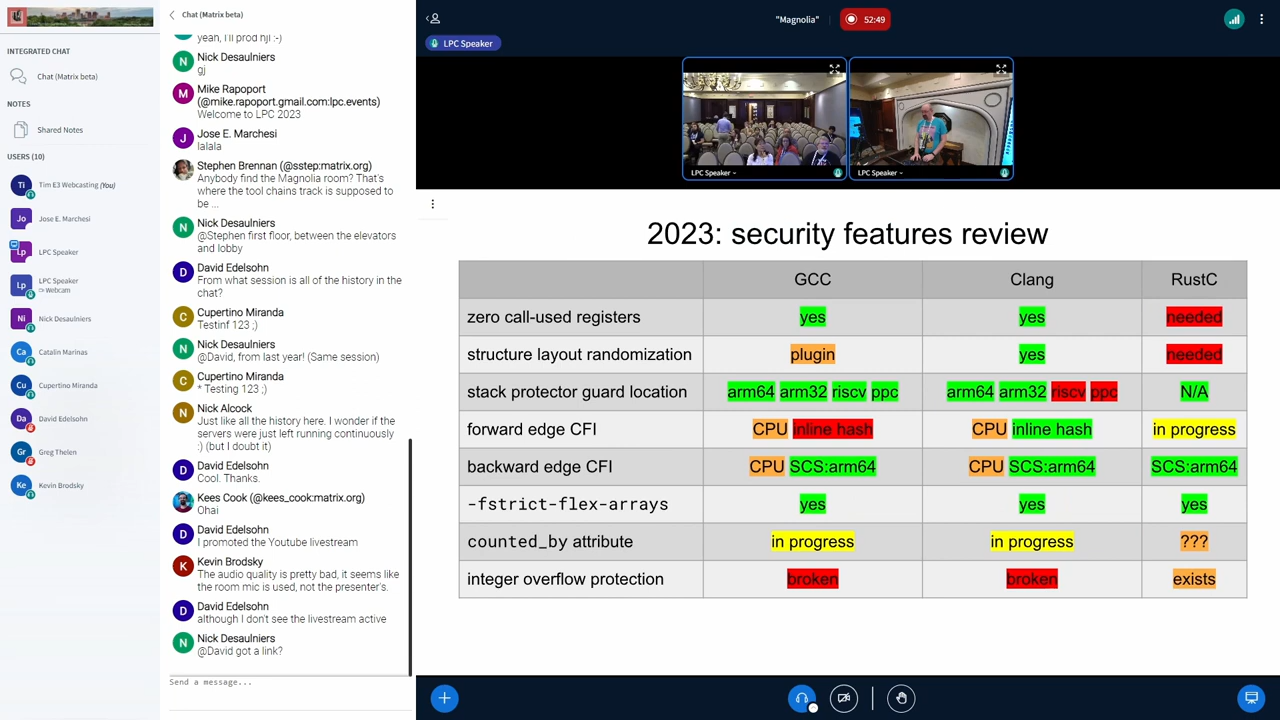 INTEGRATED CHAT
Chat (Matrix beta)
NOTES
Shared Notes
USERS (10)
Ti
Tim E3 Webcasting (You)
Jo
Jose E. Marchesi
Lp
LPC Speaker
Lp
LPC Speaker
Webcam
Ni
Nick Desaulniers
Ca
Catalin Marinas
Cu
Cupertino Miranda
Da
David Edelsohn
Gr
Greg Thelen
Ke
Kevin Brodsky
Chat (Matrix beta)
yeah, I'll prod hji :-)
N
Nick Desaulniers
gj
M
Mike Rapoport
(@mike.rapoport.gmail.com:lpc.events)
Welcome to LPC 2023
J
Jose E. Marchesi
lalala
Stephen Brennan (@sstep:matrix.org)
Anybody find the Magnolia room? That's
where the tool chains track is supposed to
be ...
N
Nick Desaulniers
@Stephen first floor, between the elevators
and lobby
D
David Edelsohn
From what session is all of the history in the
chat?
C
Cupertino Miranda
Testinf 123 ;)
N
Nick Desaulniers
@David, from last year! (Same session)
C
Cupertino Miranda
* Testing 123 ;)
N
Nick Alcock
Just like all the history here. I wonder if the
servers were just left running continuously
:) (but I doubt it)
D
David Edelsohn
Cool. Thanks.
Kees Cook (@kees_cook:matrix.org)
Ohai
D
David Edelsohn
I promoted the Youtube livestream
K
Kevin Brodsky
The audio quality is pretty bad, it seems like
the room mic is used, not the presenter's
D
David Edelsohn
although I don't see the livestream active
N
Nick Desaulniers
@David got a link?
Send a message...
"Magnolia"
52:49
LPC Speaker
LPC Speaker
LPC Speaker
2023: security features review
GCC Clang RustC
zero call-used registers yes yes needed
structure layout randomization plugin yes needed
stack protector guard location arm64 arm32 riscv ppc arm64 arm32 riscv ppc N/A
forward edge CFI CPU inline hash CPU inline hash in progress
backward edge CFI CPU SCS:arm64 CPU SCS:arm64 SCS:arm64
-fstrict-flex-arrays yes yes yes
counted_by attribute in progress in progress ???
integer overflow protection broken broken exists